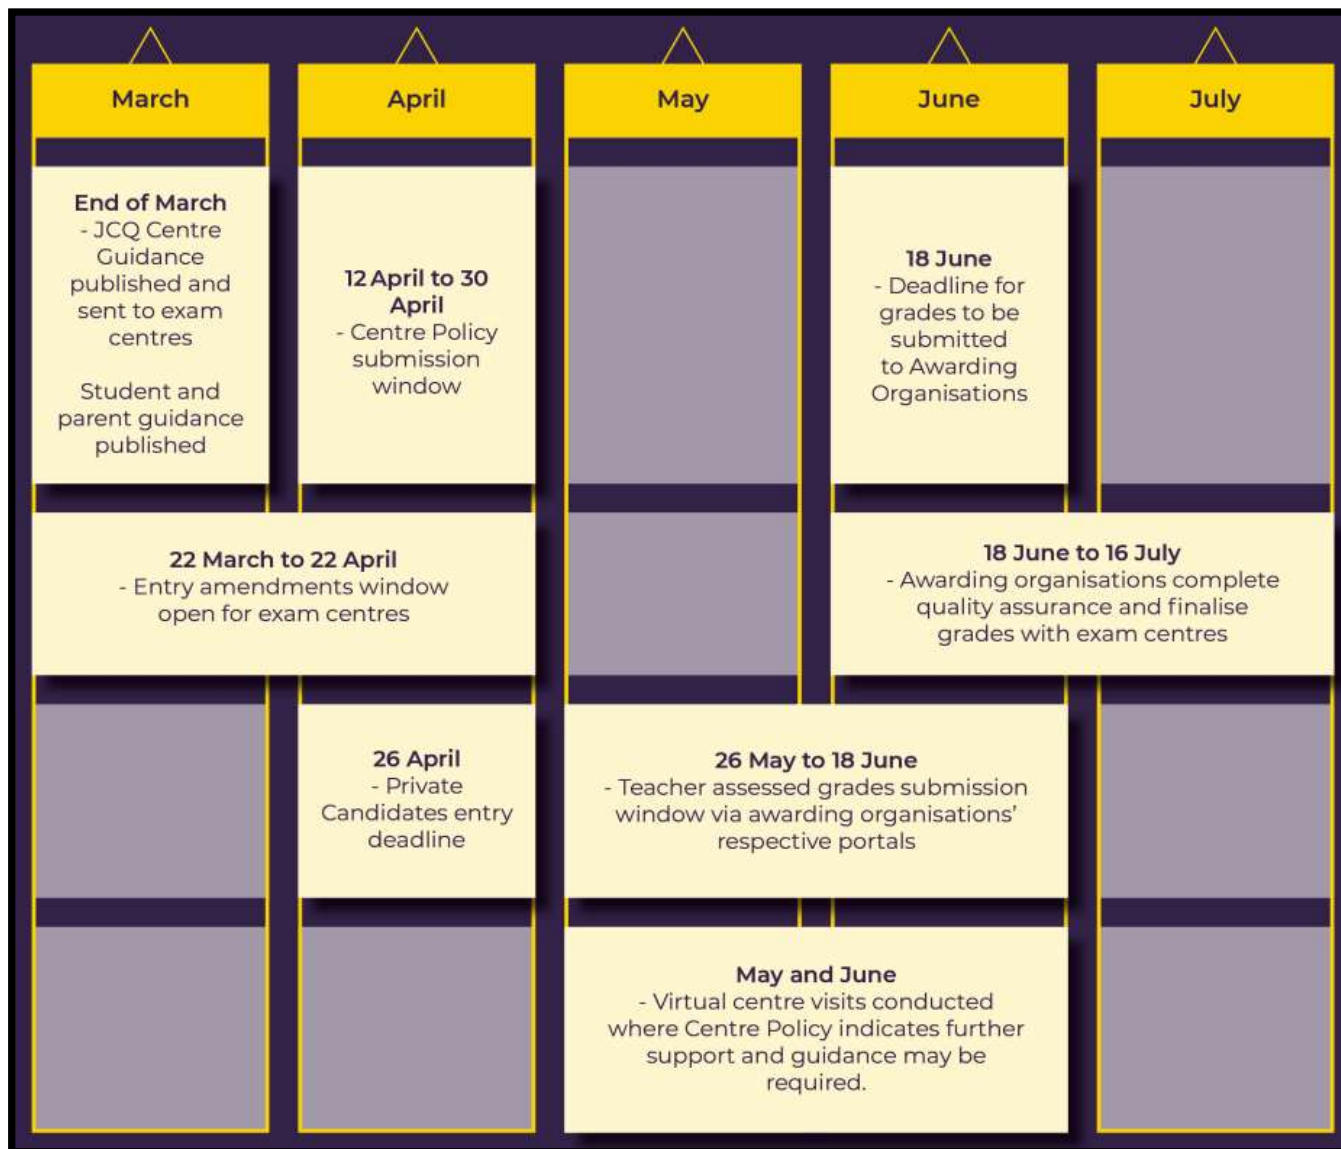 March
April
May
June
July
End of March
- JCQ Centre
Guidance
published and
sent to exam
centres
Student and
parent guidance
published
12 April to 30
April
- Centre Policy
submission
window
18 June
- Deadline for
grades to be
submitted
to Awarding
Organisations
22 March to 22 April
- Entry amendments window
open for exam centres
18 June to 16 July
- Awarding organisations complete
quality assurance and finalise
grades with exam centres
26 April
- Private
Candidates entry
deadline
26 May to 18 June
- Teacher assessed grades submission
window via awarding organisations’
respective portals
May and June
- Virtual centre visits conducted
where Centre Policy indicates further
support and guidance may be
required.